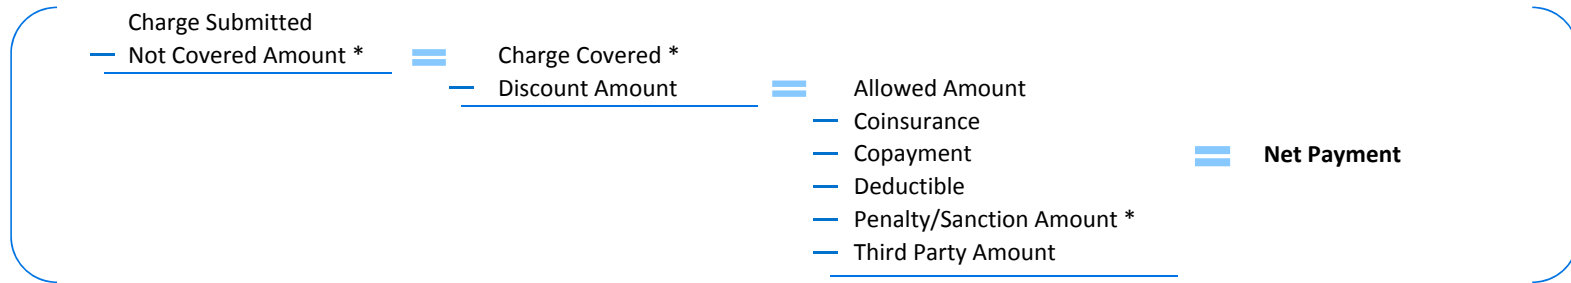 Charge Submitted
— Not Covered Amount * = Charge Covered *
— Discount Amount = Allowed Amount
— Coinsurance
— Copayment = Net Payment
— Deductible
— Penalty/Sanction Amount *
— Third Party Amount